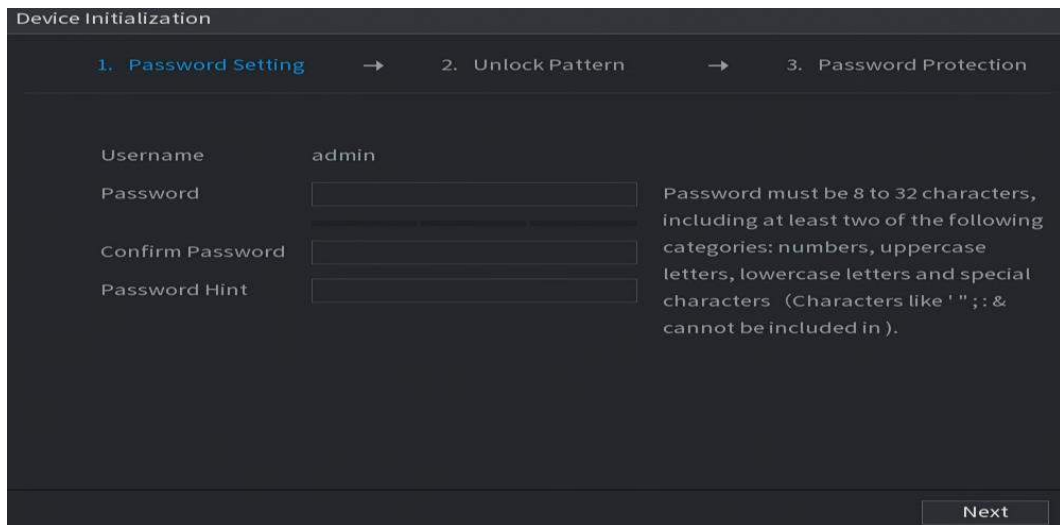 Device Initialization
1. Password Setting → 2. Unlock Pattern → 3. Password Protection
Username admin
Password
Confirm Password
Password Hint
Password must be 8 to 32 characters,
including at least two of the following
categories: numbers, uppercase
letters, lowercase letters and special
characters (Characters like ' " ; : &
cannot be included in ).
Next